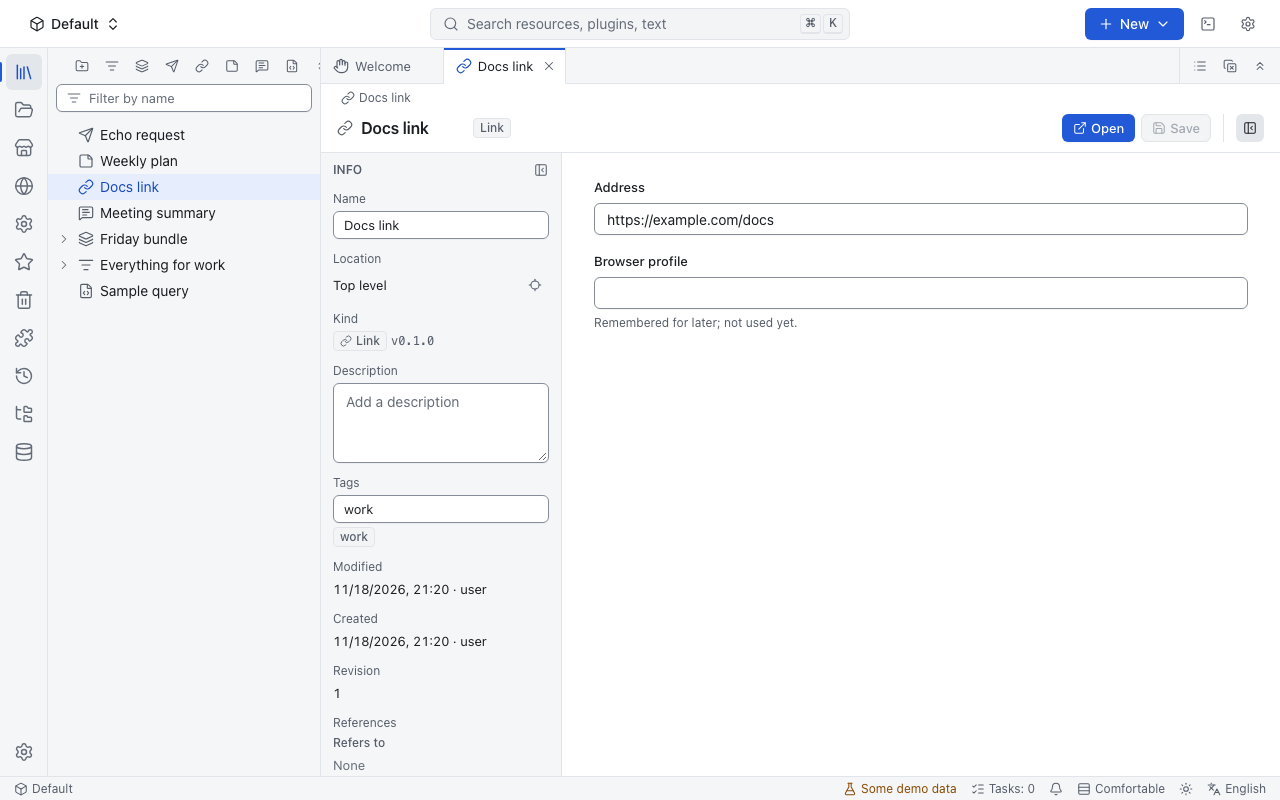 Default
Search resources, plugins, text
⌘ K
New
Welcome
Docs link
Filter by name
Echo request
Weekly plan
Docs link
Meeting summary
Friday bundle
Everything for work
Sample query
Docs link
Docs link
Link
Open
Save
INFO
Name
Docs link
Location
Top level
Kind
Link v0.1.0
Description
Add a description
Tags
work
work
Modified
11/18/2026, 21:20 · user
Created
11/18/2026, 21:20 · user
Revision
1
References
Refers to
None
Address
https://example.com/docs
Browser profile
Remembered for later; not used yet.
Default
Some demo data
Tasks: 0
Comfortable
English